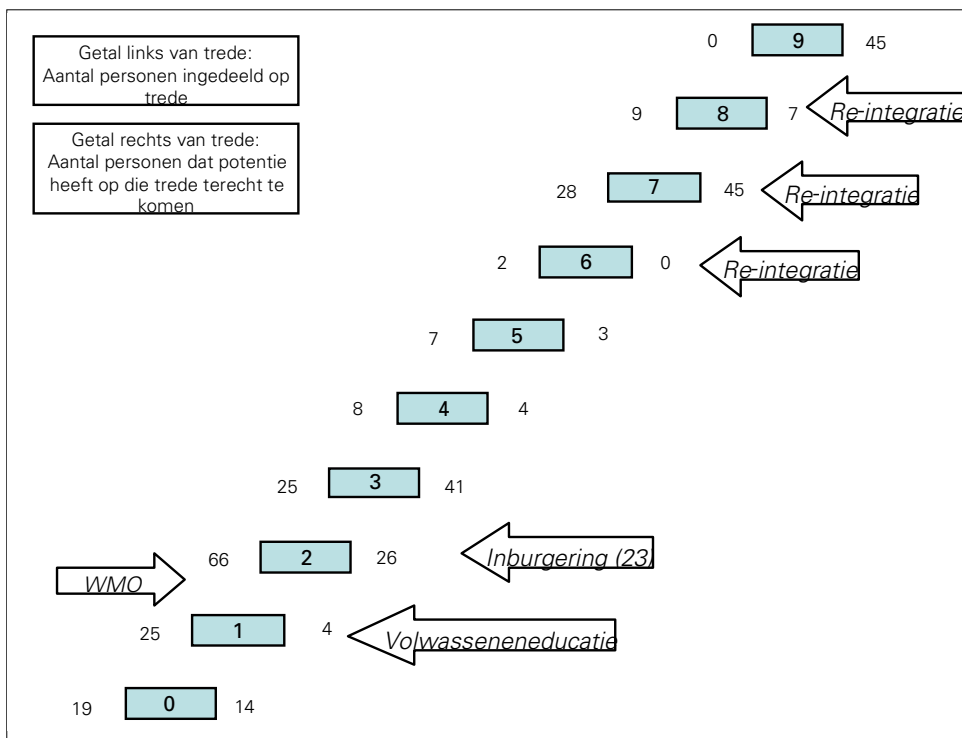 Getal links van trede:
Aantal personen ingedeeld op
trede
Getal rechts van trede:
Aantal personen dat potentie
heeft op die trede terecht te
komen
0 9 45
9 8 7 Re-integratie
28 7 45 Re-integratie
2 6 0 Re-integratie
7 5 3
8 4 4
25 3 41
66 2 26 Inburgering (23)
WMO
25 1 4 Volwasseneneducatie
19 0 14